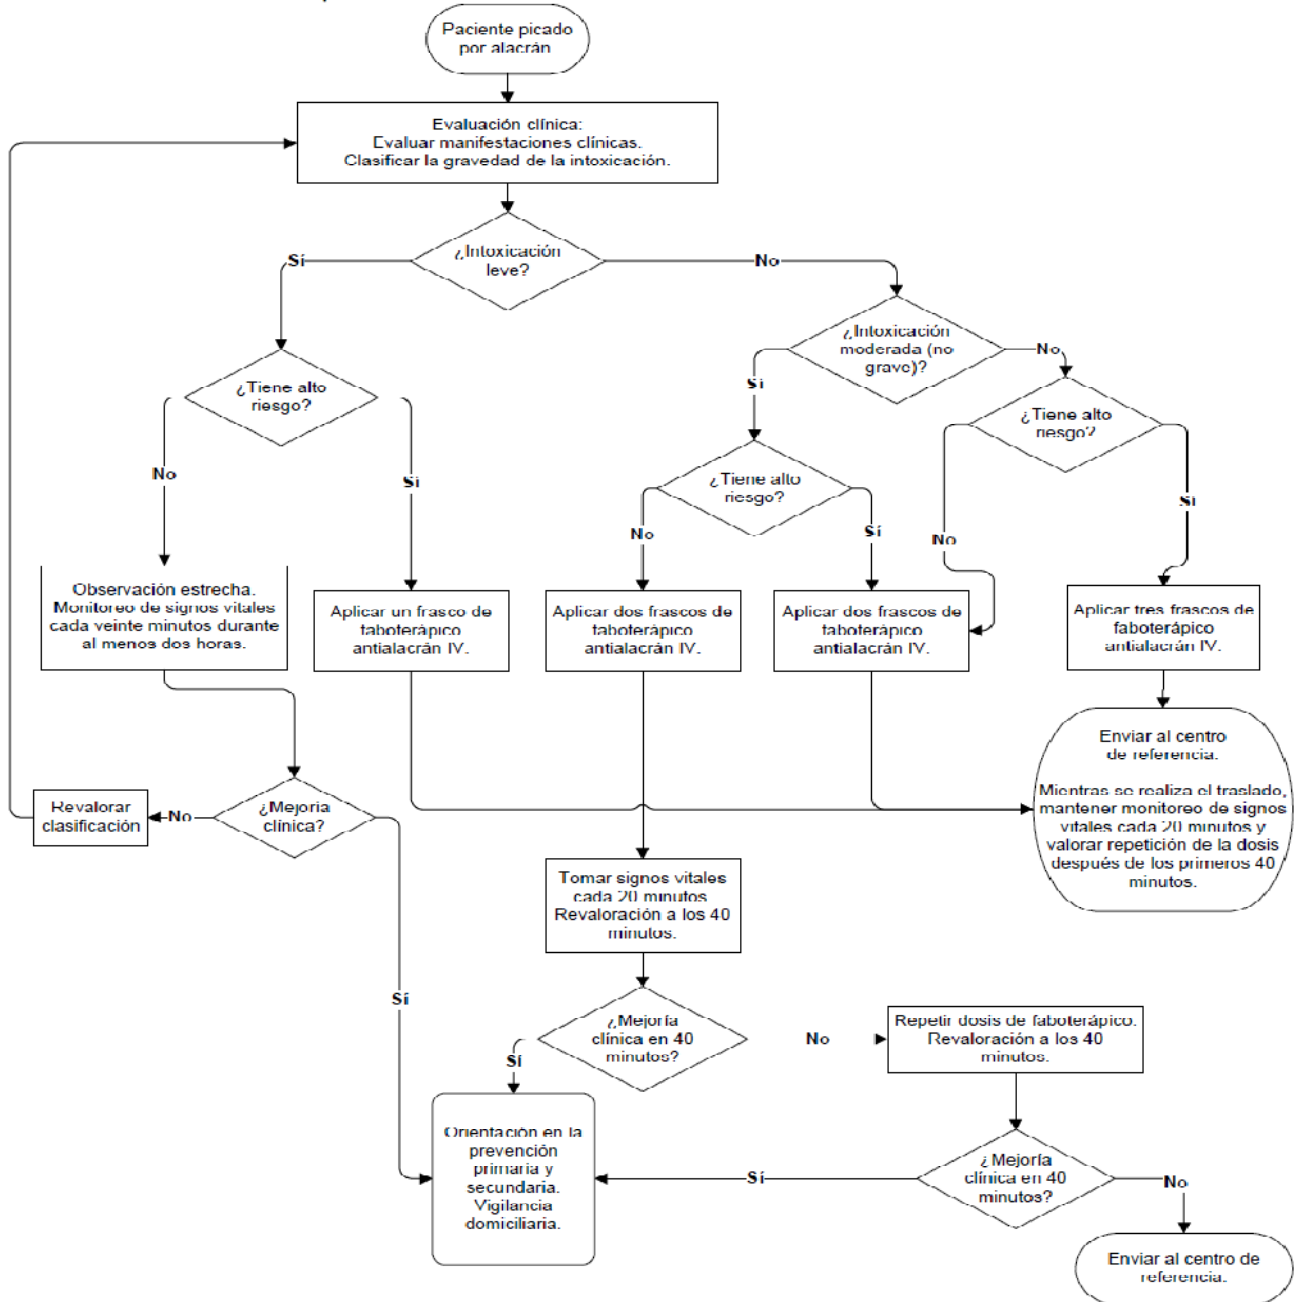 Paciente picado
por alacrán
Evaluación clínica:
Evaluar manifestaciones clínicas.
Clasificar la gravedad de la intoxicación.
¿Intoxicación
leve?
Sí
No
¿Intoxicación
moderada (no
grave)?
Sí
No
¿Tiene alto
riesgo?
No
Sí
¿Tiene alto
riesgo?
No
Sí
¿Tiene alto
riesgo?
No
Sí
Observación estrecha.
Monitoreo de signos vitales
cada veinte minutos durante
al menos dos horas.
Aplicar un frasco de
faboterápico
antialacrán IV.
Aplicar dos frascos de
faboterápico
antialacrán IV.
Aplicar dos frascos de
faboterápico
antialacrán IV.
Aplicar tres frascos de
faboterápico
antialacrán IV.
Enviar al centro
de referencia.
Mientras se realiza el traslado,
mantener monitoreo de signos
vitales cada 20 minutos y
valorar repetición de la dosis
después de los primeros 40
minutos.
Revalorar
clasificación
No
¿Mejoría
clínica?
Sí
Tomar signos vitales
cada 20 minutos
Revaloración a los 40
minutos.
¿Mejoría
clínica en 40
minutos?
Sí
No
Repetir dosis de faboterápico.
Revaloración a los 40
minutos.
Orientación en la
prevención
primaria y
secundaria.
Vigilancia
domiciliaria.
Sí
¿Mejoría
clínica en 40
minutos?
No
Enviar al centro de
referencia.